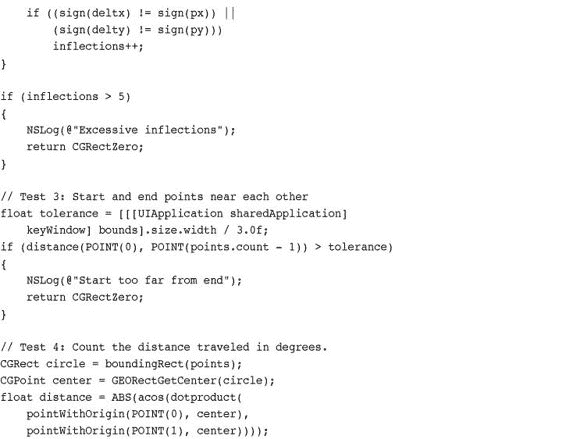 if ((sign(deltx) != sign(px)) ||
(sign(delty) != sign(py)))
inflections++;
}
if (inflections > 5)
{
NSLog(@"Excessive inflections");
return CGRectZero;
}
// Test 3: Start and end points near each other
float tolerance = [[[UIApplication sharedApplication]
keyWindow] bounds].size.width / 3.0f;
if (distance(POINT(0), POINT(points.count - 1)) > tolerance)
{
NSLog(@"Start too far from end");
return CGRectZero;
}
// Test 4: Count the distance traveled in degrees.
CGRect circle = boundingRect(points);
CGPoint center = GEORectGetCenter(circle);
float distance = ABS(acos(dotproduct(
pointWithOrigin(POINT(0), center),
pointWithOrigin(POINT(1), center))));